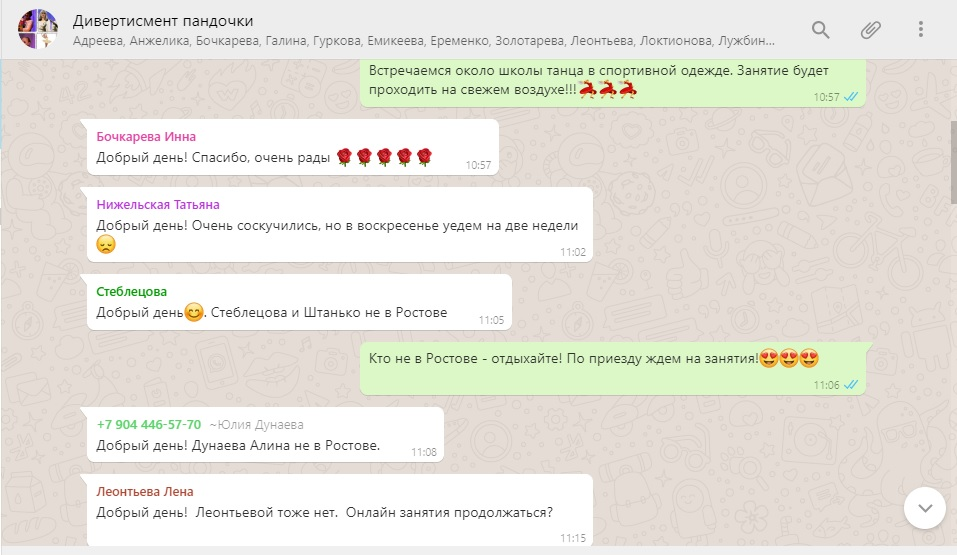 Дивертисмент пандочки
Адреева, Анжелика, Бочкарева, Галина, Гуркова, Емикеева, Еременко, Золотарева, Леонтьева, Локтионова, Лужбин...
Встречаемся около школы танца в спортивной одежде. Занятие будет
проходить на свежем воздухе!!!💃💃💃
10:57
Бочкарева Инна
Добрый день! Спасибо, очень рады 🌹🌹🌹🌹🌹
10:57
Нижельская Татьяна
Добрый день! Очень соскучились, но в воскресенье уедем на две недели
😞
11:02
Стеблецова
Добрый день😊. Стеблецова и Штанько не в Ростове
11:05
Кто не в Ростове - отдыхайте! По приезду ждем на занятия!😍😍😍
11:06
+7 904 446-57-70 ~Юлия Дунаева
Добрый день! Дунаева Алина не в Ростове.
11:08
Леонтьева Лена
Добрый день!  Леонтьевой тоже нет.  Онлайн занятия продолжаться?
11:15